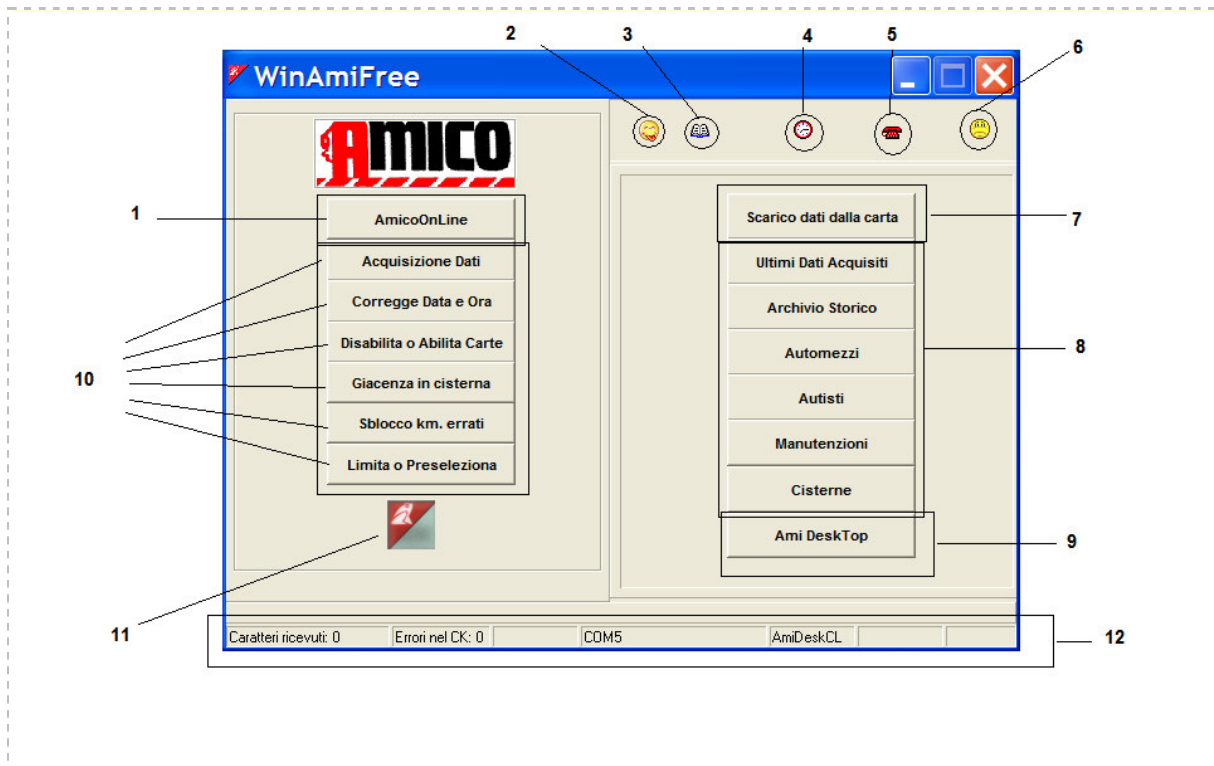 2 3 4 5 6
WinAmiFree
AMICO
1
AmicoOnLine
Scarico dati dalla carta
7
Acquisizione Dati
Ultimi Dati Acquisiti
Corregge Data e Ora
Archivio Storico
Disabilita o Abilita Carte
Automezzi
8
10
Giacenza in cisterna
Autisti
Sblocco km. errati
Manutenzioni
Limita o Preseleziona
Cisterne
Ami DeskTop
9
11
Caratteri ricevuti: 0 Errori nel CK: 0 COM5 AmiDeskCL
12